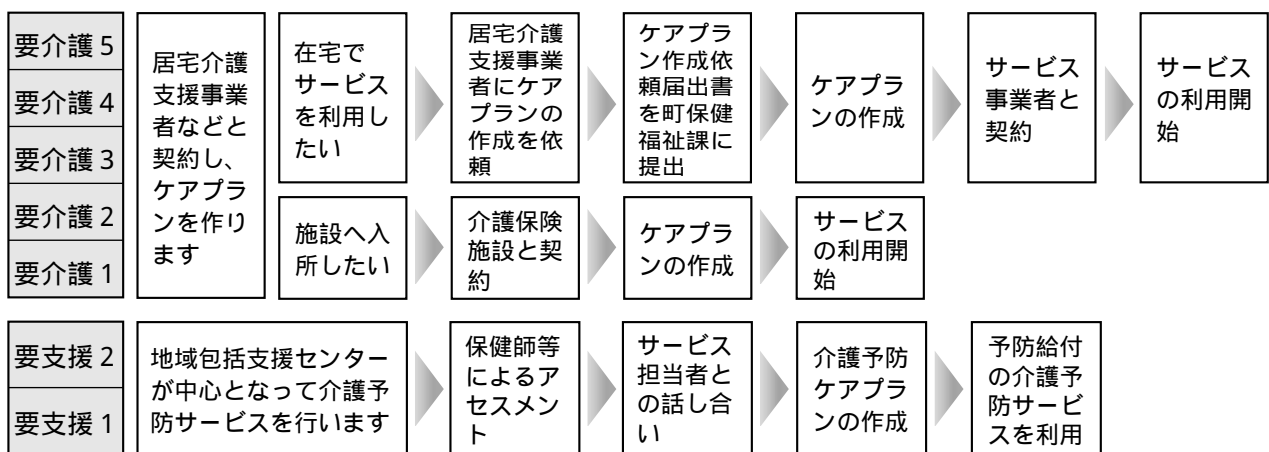 要介護5
要介護4
要介護3
要介護2
要介護1
居宅介護
支援事業
者などと
契約し、
ケアプラ
ンを作り
ます
在宅で
サービス
を利用し
たい
居宅介護
支援事業
者にケア
プランの
作成を依
頼
ケアプラ
ン作成依
頼届出書
を町保健
福祉課に
提出
ケアプラ
ンの作成
サービス
事業者と
契約
サービス
の利用開
始
施設へ入
所したい
介護保険
施設と契
約
ケアプラ
ンの作成
サービス
の利用開
始
要支援2
要支援1
地域包括支援センター
が中心となって介護予
防サービスを行います
保健師等
によるア
セスメン
ト
サービス
担当者と
の話し合
い
介護予防
ケアプラ
ンの作成
予防給付
の介護予
防サービ
スを利用